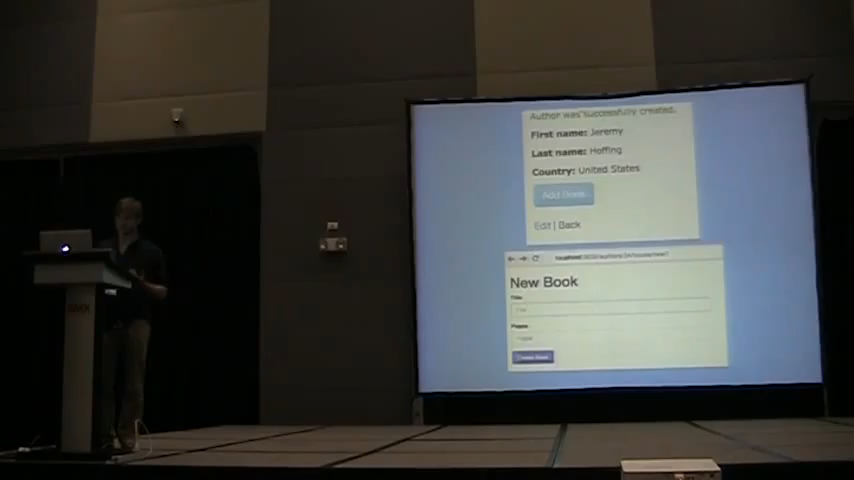 Author was successfully created.
First name: Jeremy
Last name: Hoffing
Country: United States
Add Book
Edit | Back
New Book
Title
Pages
Create Book